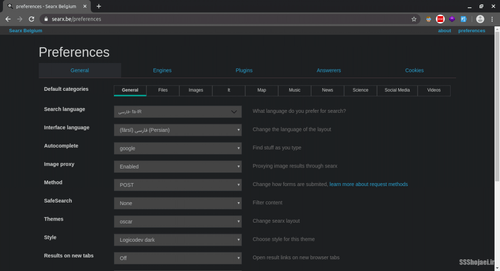 preferences - Searx Belgium
searx.be/preferences
Searx Belgium about preferences
Preferences
General Engines Plugins Answerers Cookies
Default categories General Files Images It Map Music News Science Social Media Videos
Search language فارسی fa-IR What language do you prefer for search?
Interface language (fārsī) فارسی (Persian) Change the language of the layout
Autocomplete google Find stuff as you type
Image proxy Enabled Proxying image results through searx
Method POST Change how forms are submited, learn more about request methods
SafeSearch None Filter content
Themes oscar Change searx layout
Style Logicodev dark Choose style for this theme
Results on new tabs Off Open result links on new browser tabs
SSShojaei.ir